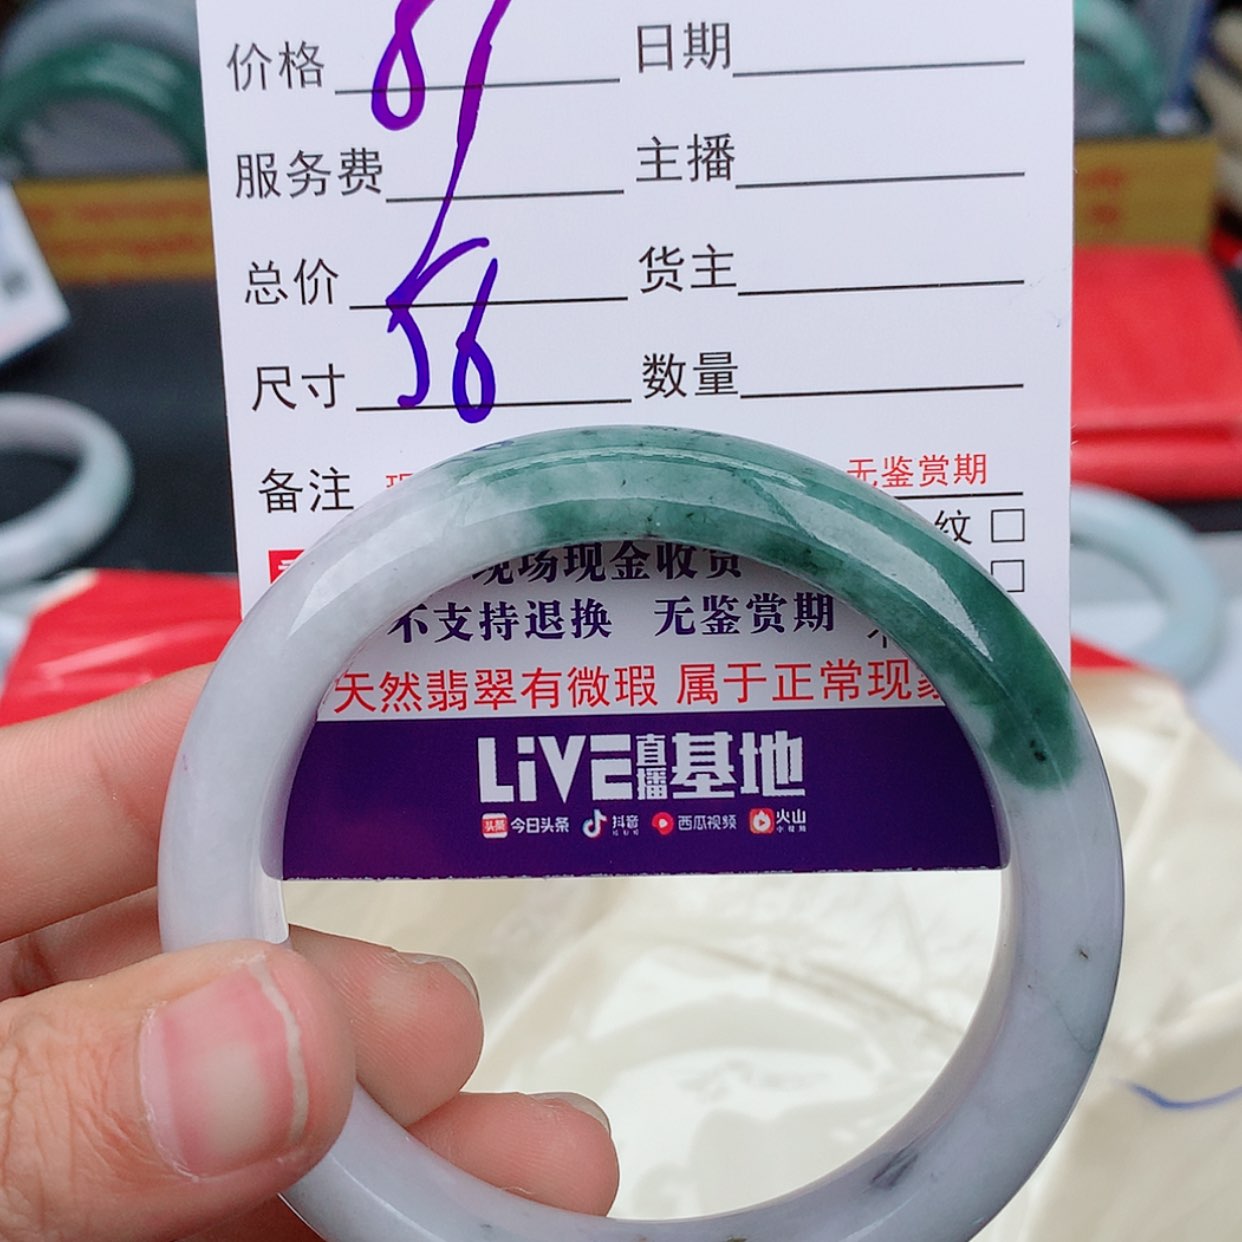 价格 日期
服务费 主播
总价 货主
尺寸 58 数量
备注 无鉴赏期
纹
现场现金收货
不支持退换 无鉴赏期
天然翡翠有微瑕 属于正常现象
LiVE直播基地
头条 今日头条 抖音 西瓜视频 火山